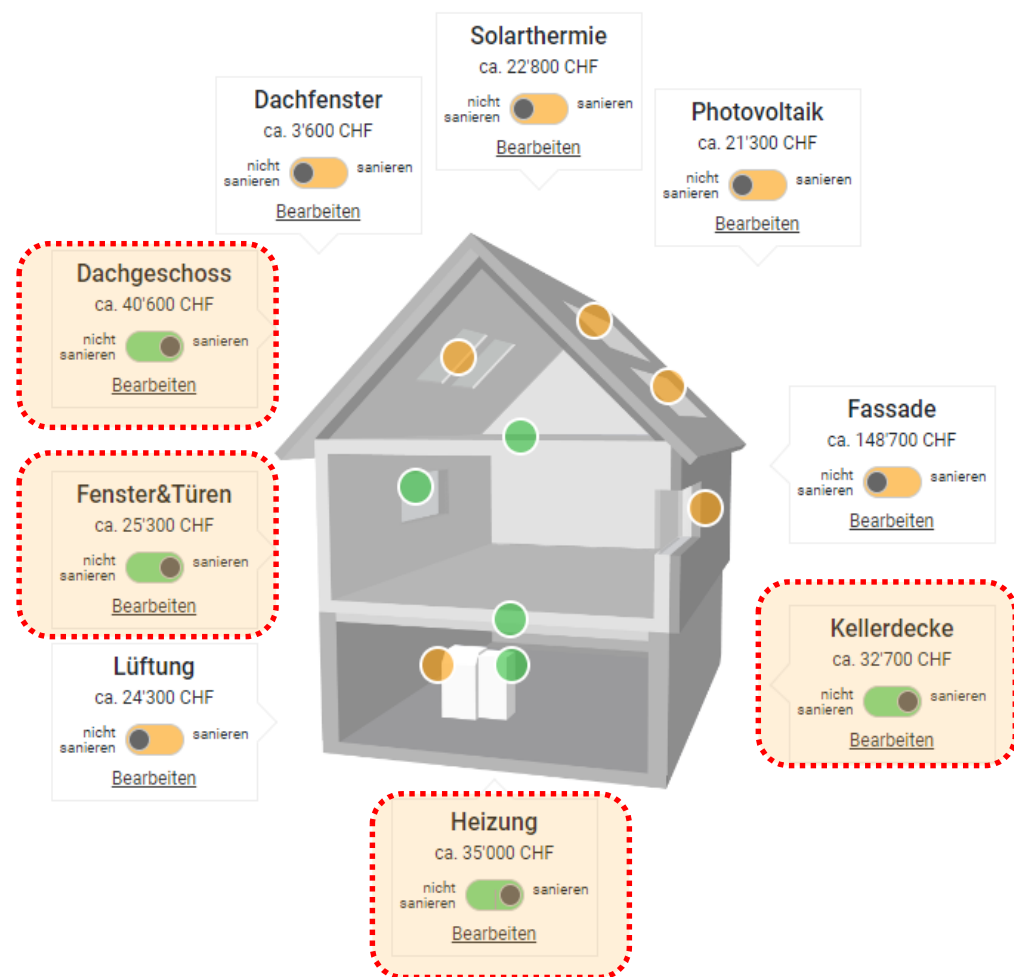 Solarthermie
ca. 22'800 CHF
nicht
sanieren
sanieren
Bearbeiten
Dachfenster
ca. 3'600 CHF
nicht
sanieren
sanieren
Bearbeiten
Photovoltaik
ca. 21'300 CHF
nicht
sanieren
sanieren
Bearbeiten
Dachgeschoss
ca. 40'600 CHF
nicht
sanieren
sanieren
Bearbeiten
Fassade
ca. 148'700 CHF
nicht
sanieren
sanieren
Bearbeiten
Fenster&Türen
ca. 25'300 CHF
nicht
sanieren
sanieren
Bearbeiten
Kellerdecke
ca. 32'700 CHF
nicht
sanieren
sanieren
Bearbeiten
Lüftung
ca. 24'300 CHF
nicht
sanieren
sanieren
Bearbeiten
Heizung
ca. 35'000 CHF
nicht
sanieren
sanieren
Bearbeiten